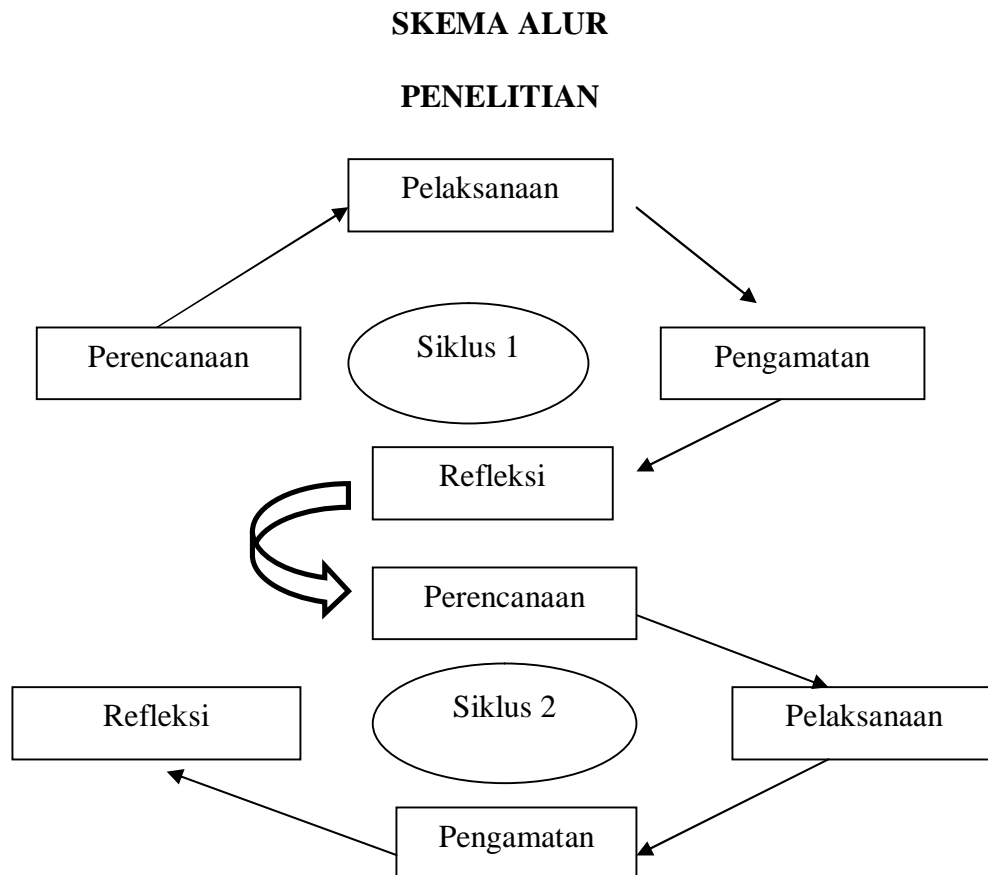 SKEMA ALUR
PENELITIAN
Pelaksanaan
Perencanaan
Siklus 1
Pengamatan
Refleksi
Perencanaan
Refleksi
Siklus 2
Pelaksanaan
Pengamatan